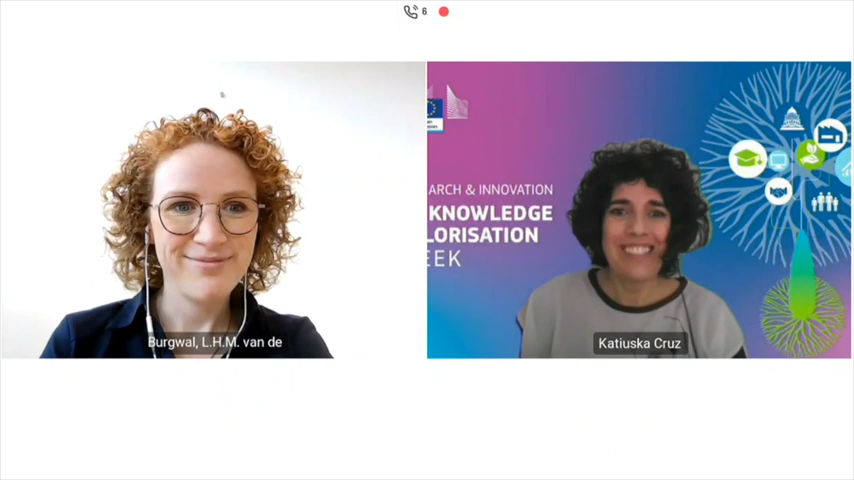 6
ARCH & INNOVATION
KNOWLEDGE
LORISATION
EEK
Burgwal, L.H.M. van de
Katiuska Cruz